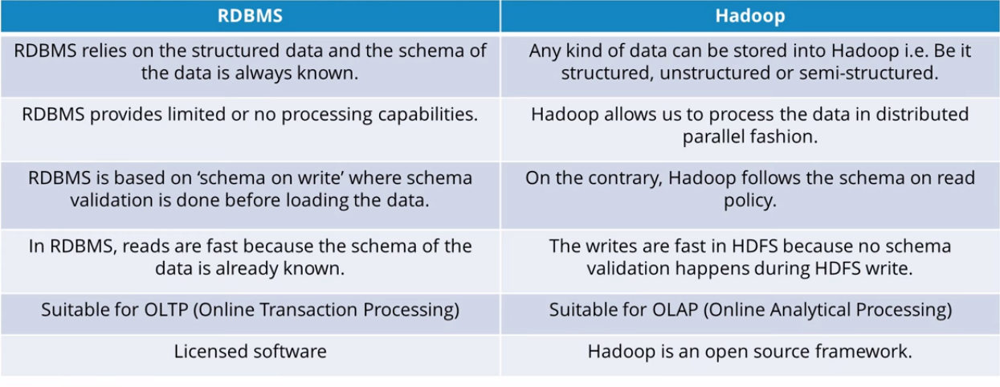 RDBMS
Hadoop
RDBMS relies on the structured data and the schema of
the data is always known.
Any kind of data can be stored into Hadoop i.e. Be it
structured, unstructured or semi-structured.
RDBMS provides limited or no processing capabilities.
Hadoop allows us to process the data in distributed
parallel fashion.
RDBMS is based on ‘schema on write’ where schema
validation is done before loading the data.
On the contrary, Hadoop follows the schema on read
policy.
In RDBMS, reads are fast because the schema of the
data is already known.
The writes are fast in HDFS because no schema
validation happens during HDFS write.
Suitable for OLTP (Online Transaction Processing)
Suitable for OLAP (Online Analytical Processing)
Licensed software
Hadoop is an open source framework.